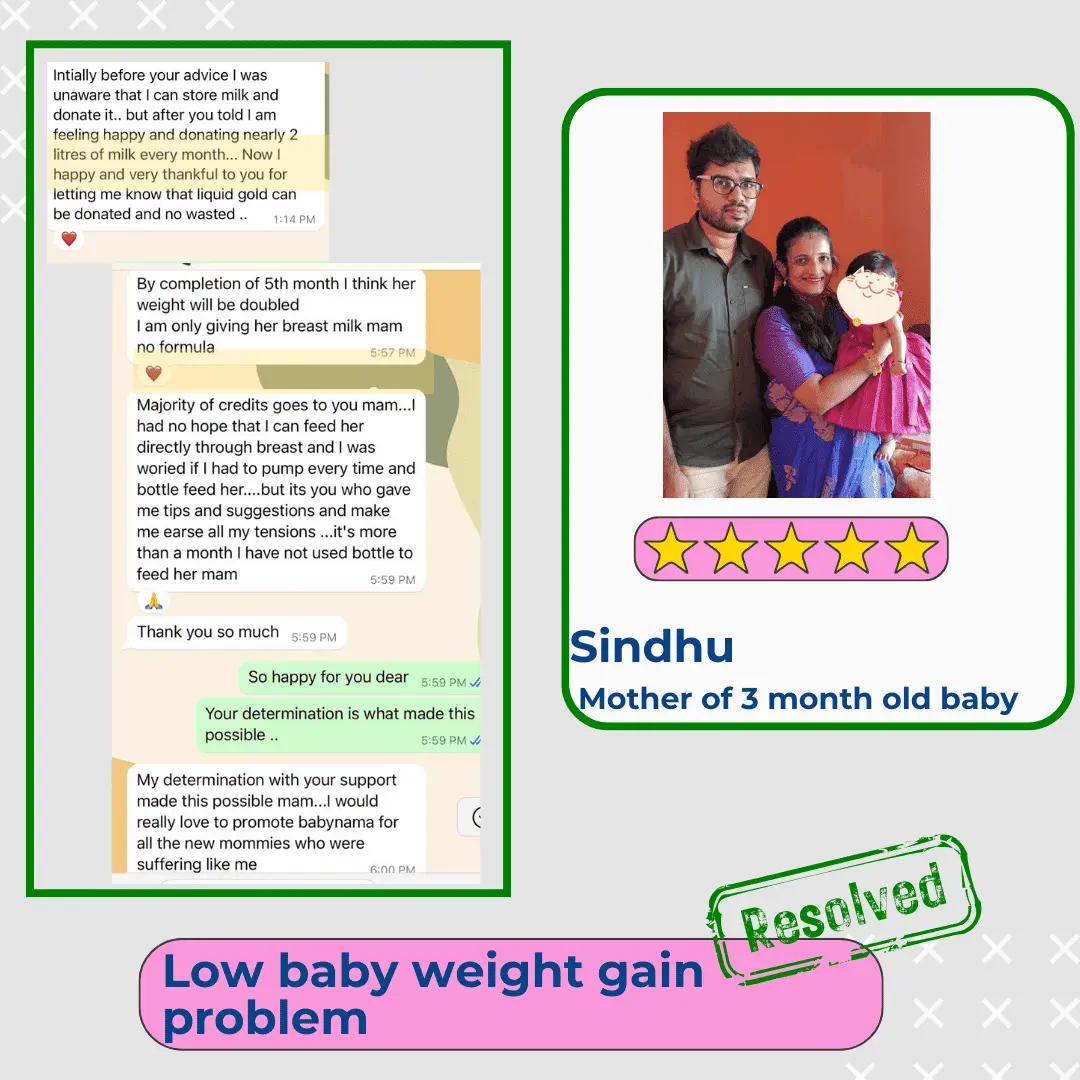 Intially before your advice I was
unaware that I can store milk and
donate it.. but after you told I am
feeling happy and donating nearly 2
litres of milk every month... Now I
happy and very thankful to you for
letting me know that liquid gold can
be donated and no wasted .. 1:14 PM
By completion of 5th month I think her
weight will be doubled
I am only giving her breast milk mam
no formula 5:57 PM
Majority of credits goes to you mam...I
had no hope that I can feed her
directly through breast and I was
woried if I had to pump every time and
bottle feed her....but its you who gave
me tips and suggestions and make
me earse all my tensions ...it's more
than a month I have not used bottle to
feed her mam 5:59 PM
Thank you so much 5:59 PM
So happy for you dear 5:59 PM
Your determination is what made this
possible .. 5:59 PM
My determination with your support
made this possible mam...I would
really love to promote babynama for
all the new mommies who were
suffering like me 6:00 PM
Sindhu
Mother of 3 month old baby
Resolved
Low baby weight gain
problem